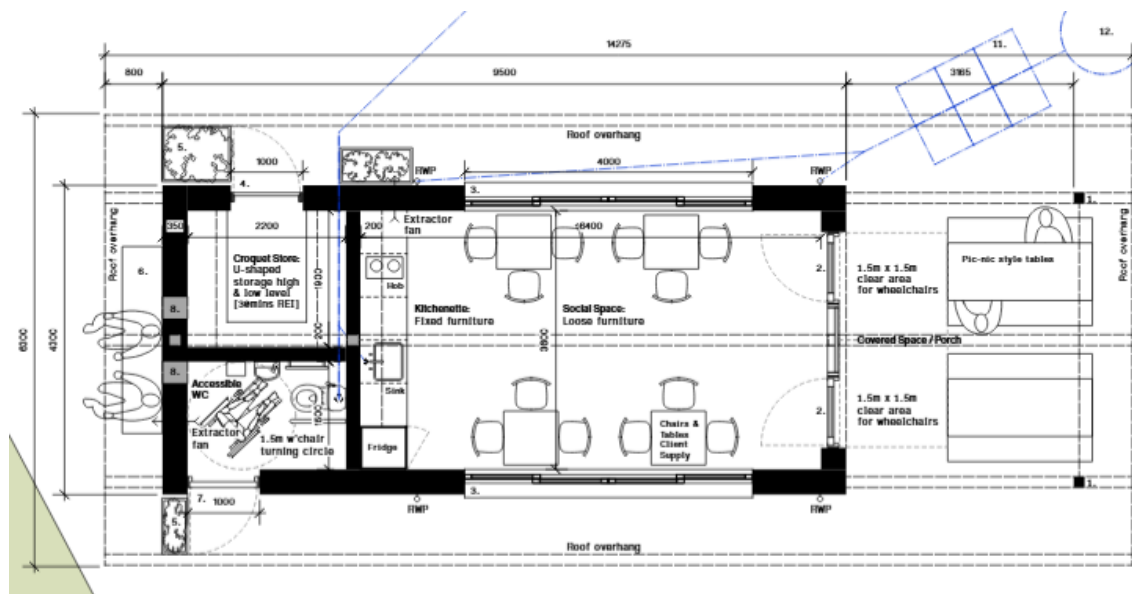 14275
12.
11.
800
9500
3165
Roof overhang
5.
1000
RWP
4000
RWP
4.
3.
1.
Extractor
fan
350
2200
200
6400
Roof overhang
Roof overhang
6.
Croquet Store:
U-shaped
storage high
& low level
[30mins REI]
1900
Hob
2.
1.5m x 1.5m
clear area
for wheelchairs
Pic-nic style tables
Kitchenette:
Fixed furniture
Social Space:
Loose furniture
8.
6300
4200
200
3800
Covered Space / Porch
8.
Accessible
WC
Sink
1600
2.
1.5m x 1.5m
clear area
for wheelchairs
Extractor
fan
1.5m w'chair
turning circle
Fridge
Chairs &
Tables
Client
Supply
7.
1000
3.
1.
5.
RWP
RWP
Roof overhang